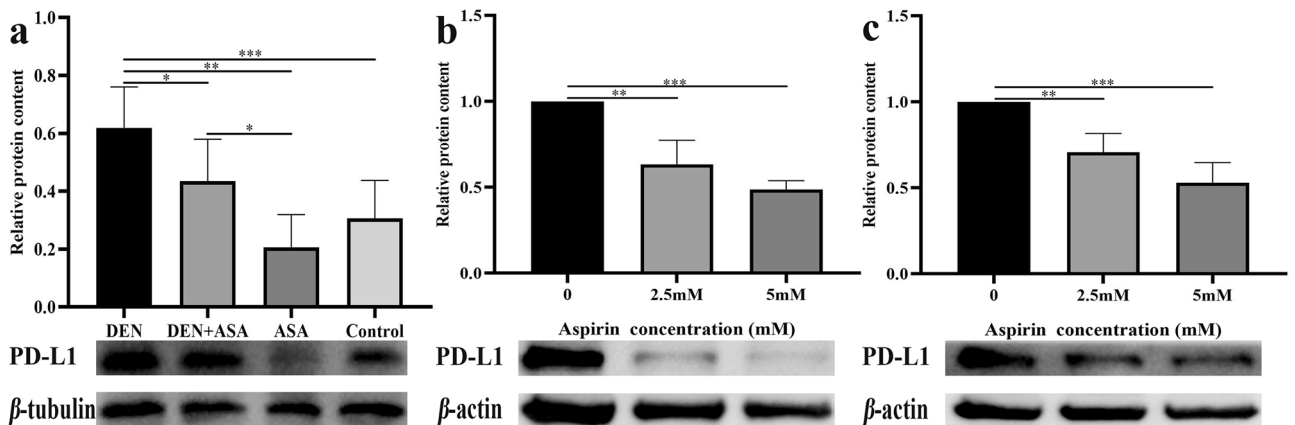 a
Relative protein content
1.0
0.8
0.6
0.4
0.2
0.0
***
**
*
*
DEN DEN+ASA ASA Control
PD-L1
β-tubulin
b
Relative protein content
1.5
1.0
0.5
0.0
***
**
0 2.5mM 5mM
Aspirin concentration (mM)
PD-L1
β-actin
c
Relative protein content
1.5
1.0
0.5
0.0
***
**
0 2.5mM 5mM
Aspirin concentration (mM)
PD-L1
β-actin